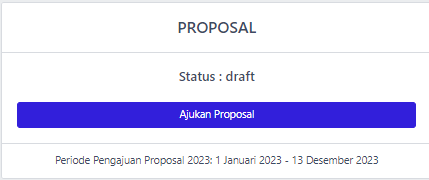 PROPOSAL
Status : draft
Ajukan Proposal
Periode Pengajuan Proposal 2023: 1 Januari 2023 - 13 Desember 2023